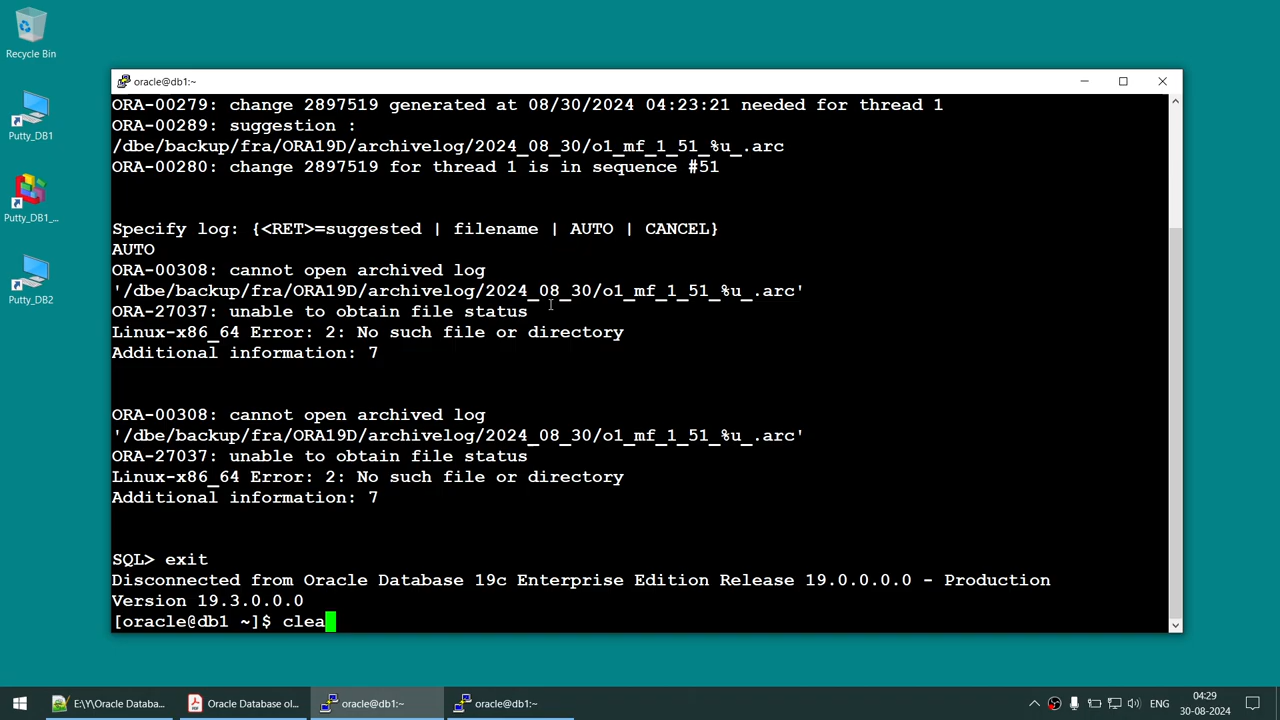 Recycle Bin
Putty_DB1
Putty_DB1_...
Putty_DB2
oracle@db1:~
ORA-00279: change 2897519 generated at 08/30/2024 04:23:21 needed for thread 1
ORA-00289: suggestion :
/dbe/backup/fra/ORA19D/archivelog/2024_08_30/o1_mf_1_51_%u_.arc
ORA-00280: change 2897519 for thread 1 is in sequence #51
Specify log: {<RET>=suggested | filename | AUTO | CANCEL}
AUTO
ORA-00308: cannot open archived log
'/dbe/backup/fra/ORA19D/archivelog/2024_08_30/o1_mf_1_51_%u_.arc'
ORA-27037: unable to obtain file status
Linux-x86_64 Error: 2: No such file or directory
Additional information: 7
ORA-00308: cannot open archived log
'/dbe/backup/fra/ORA19D/archivelog/2024_08_30/o1_mf_1_51_%u_.arc'
ORA-27037: unable to obtain file status
Linux-x86_64 Error: 2: No such file or directory
Additional information: 7
SQL> exit
Disconnected from Oracle Database 19c Enterprise Edition Release 19.0.0.0.0 - Production
Version 19.3.0.0.0
[oracle@db1 ~]$ clea
E:\Y\Oracle Databa...
Oracle Database ol...
oracle@db1:~
oracle@db1:~
ENG
04:29
30-08-2024